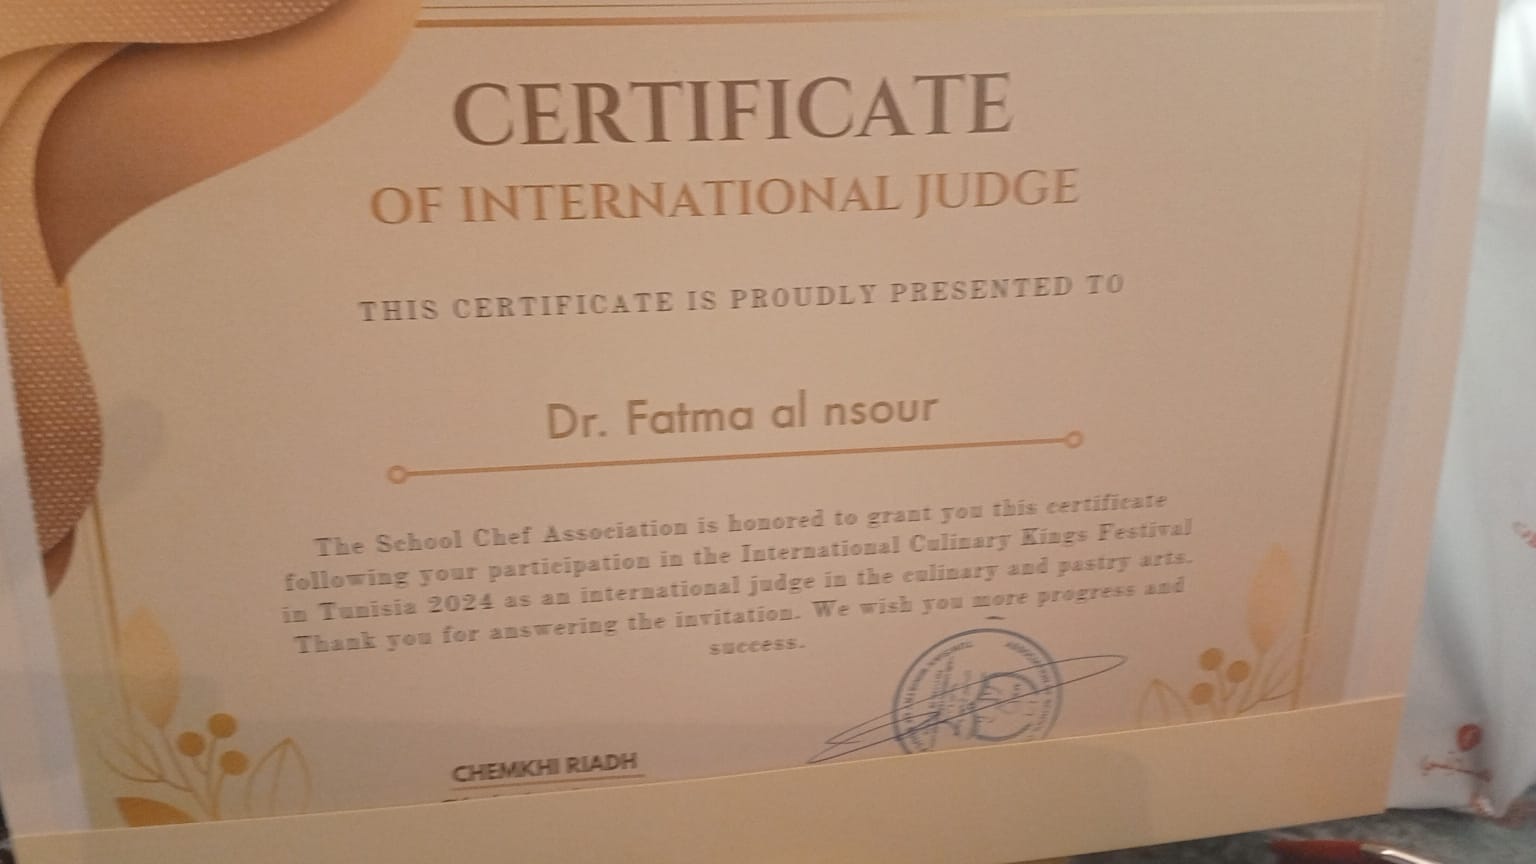 CERTIFICATE
OF INTERNATIONAL JUDGE
THIS CERTIFICATE IS PROUDLY PRESENTED TO
Dr. Fatma al nsour
The School Chef Association is honored to grant you this certificate
following your participation in the International Culinary Kings Festival
in Tunisia 2024 as an international judge in the culinary and pastry arts.
Thank you for answering the invitation. We wish you more progress and
success.
CHEMKHI RIADH